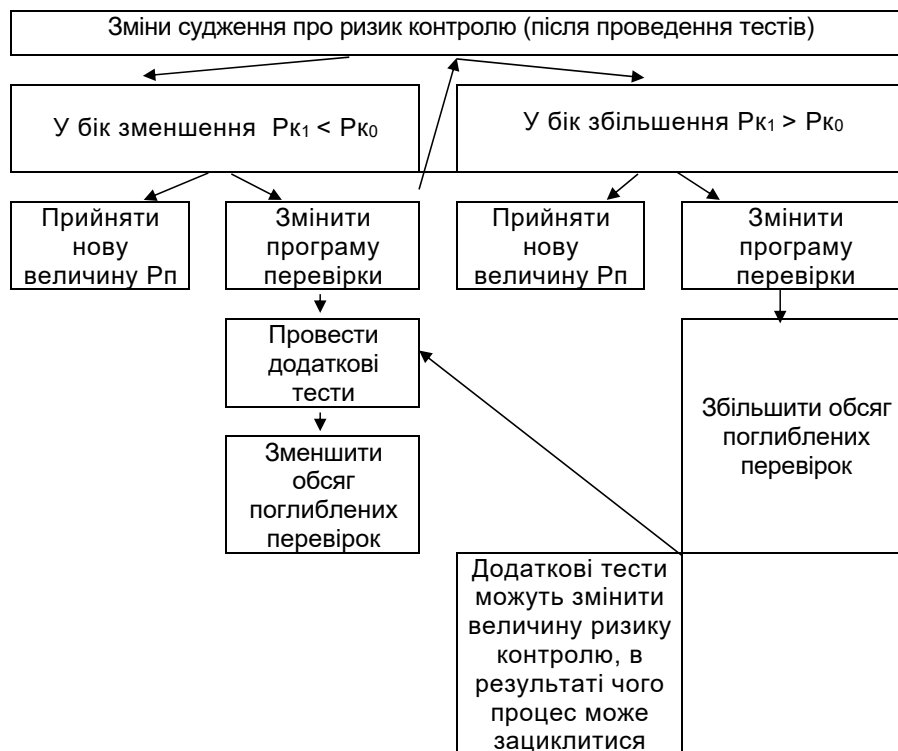 Зміни судження про ризик контролю (після проведення тестів)
У бік зменшення Рк₁ < Рк₀
У бік збільшення Рк₁ > Рк₀
Прийняти
нову
величину Рп
Змінити
програму
перевірки
Прийняти
нову
величину Рп
Змінити
програму
перевірки
Провести
додаткові
тести
Збільшити обсяг
поглиблених
перевірок
Зменшити
обсяг
поглиблених
перевірок
Додаткові тести
можуть змінити
величину ризику
контролю, в
результаті чого
процес може
зациклитися